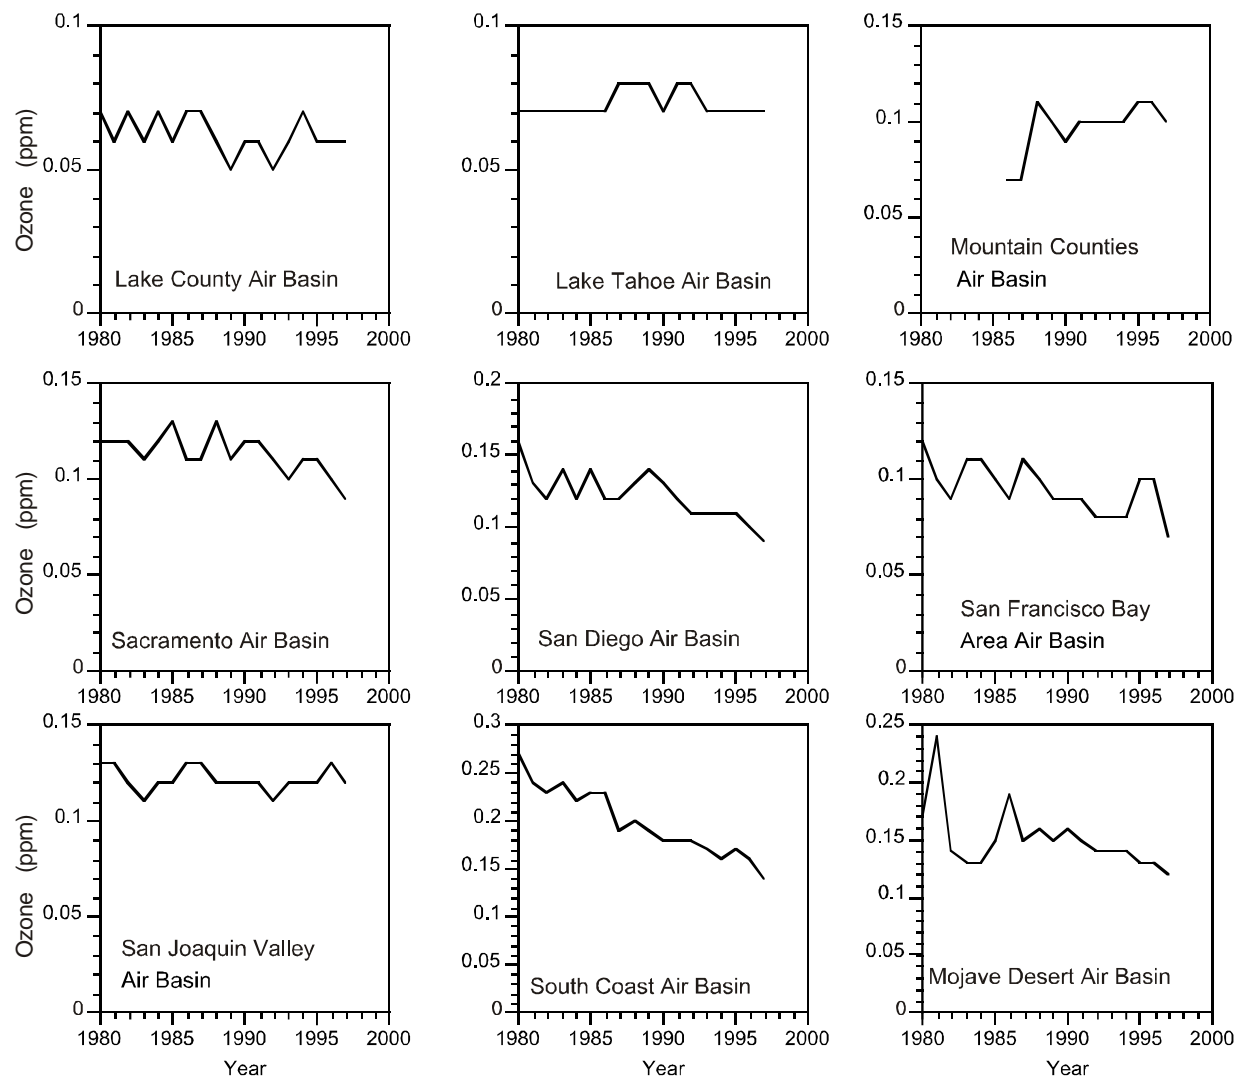 0.1
0.05
0
Ozone (ppm)
Lake County Air Basin
1980 1985 1990 1995 2000
0.1
0.05
0
Lake Tahoe Air Basin
1980 1985 1990 1995 2000
0.15
0.1
0.05
0
Mountain Counties
Air Basin
1980 1985 1990 1995 2000
0.15
0.1
0.05
0
Ozone (ppm)
Sacramento Air Basin
1980 1985 1990 1995 2000
0.2
0.15
0.1
0.05
0
San Diego Air Basin
1980 1985 1990 1995 2000
0.15
0.1
0.05
0
San Francisco Bay
Area Air Basin
1980 1985 1990 1995 2000
0.15
0.1
0.05
0
Ozone (ppm)
San Joaquin Valley
Air Basin
1980 1985 1990 1995 2000
Year
0.3
0.25
0.2
0.15
0.1
0.05
0
South Coast Air Basin
1980 1985 1990 1995 2000
Year
0.25
0.2
0.15
0.1
0.05
0
Mojave Desert Air Basin
1980 1985 1990 1995 2000
Year